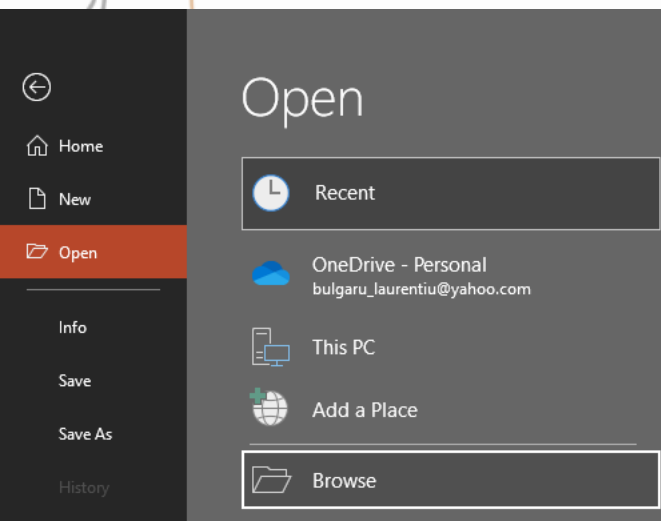 Open
Home
New
Open
Info
Save
Save As
History
Recent
OneDrive - Personal
bulgaru_laurentiu@yahoo.com
This PC
Add a Place
Browse